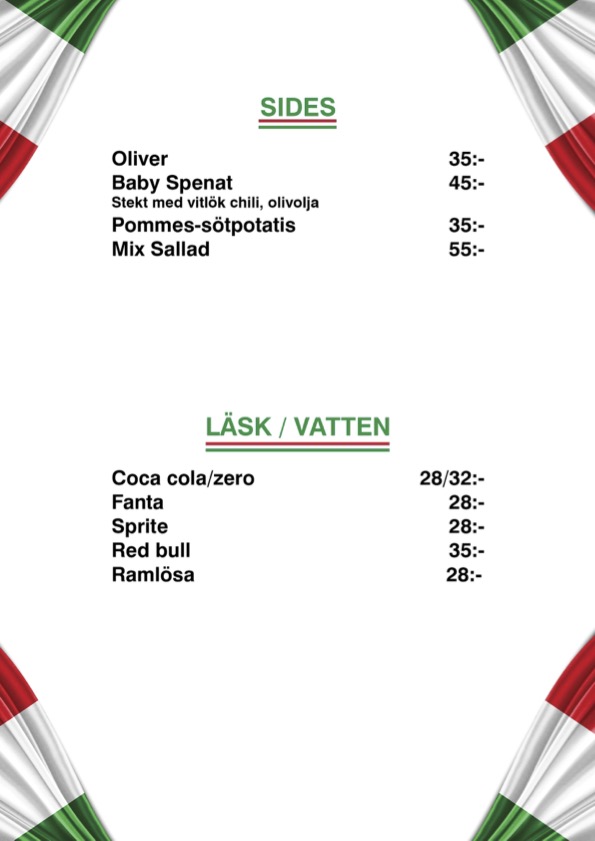 SIDES
Oliver 35:-
Baby Spenat 45:-
Stekt med vitlök chili, olivolja
Pommes-sötpotatis 35:-
Mix Sallad 55:-
LÄSK / VATTEN
Coca cola/zero 28/32:-
Fanta 28:-
Sprite 28:-
Red bull 35:-
Ramlösa 28:-